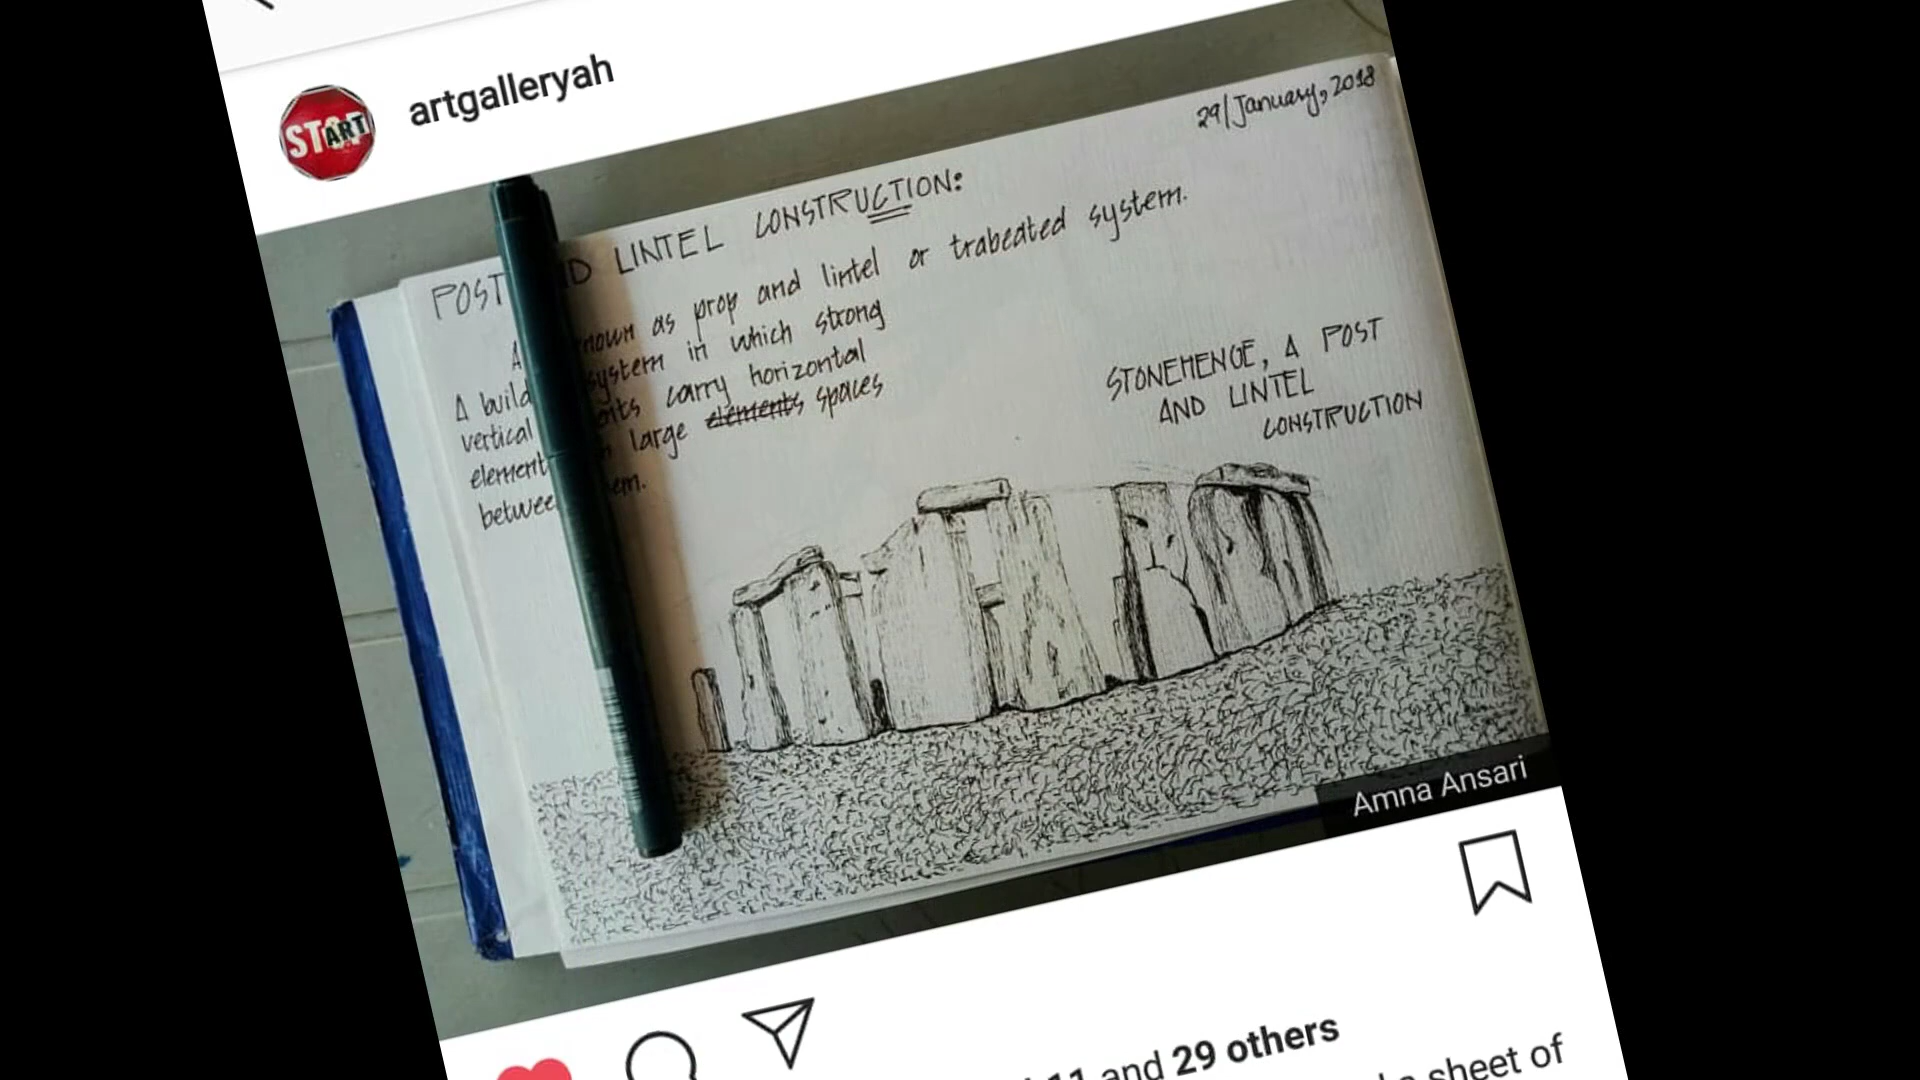 artgalleryah
START
29/January, 2018
POST ND LINTEL CONSTRUCTION:
A nown as prop and lintel or trabeated system.
A build system in which strong
vertical carry horizontal
element large elements spaces
betwee em.
STONEHENGE, A POST
AND LINTEL
CONSTRUCTION
Amna Ansari
11 and 29 others
sheet of